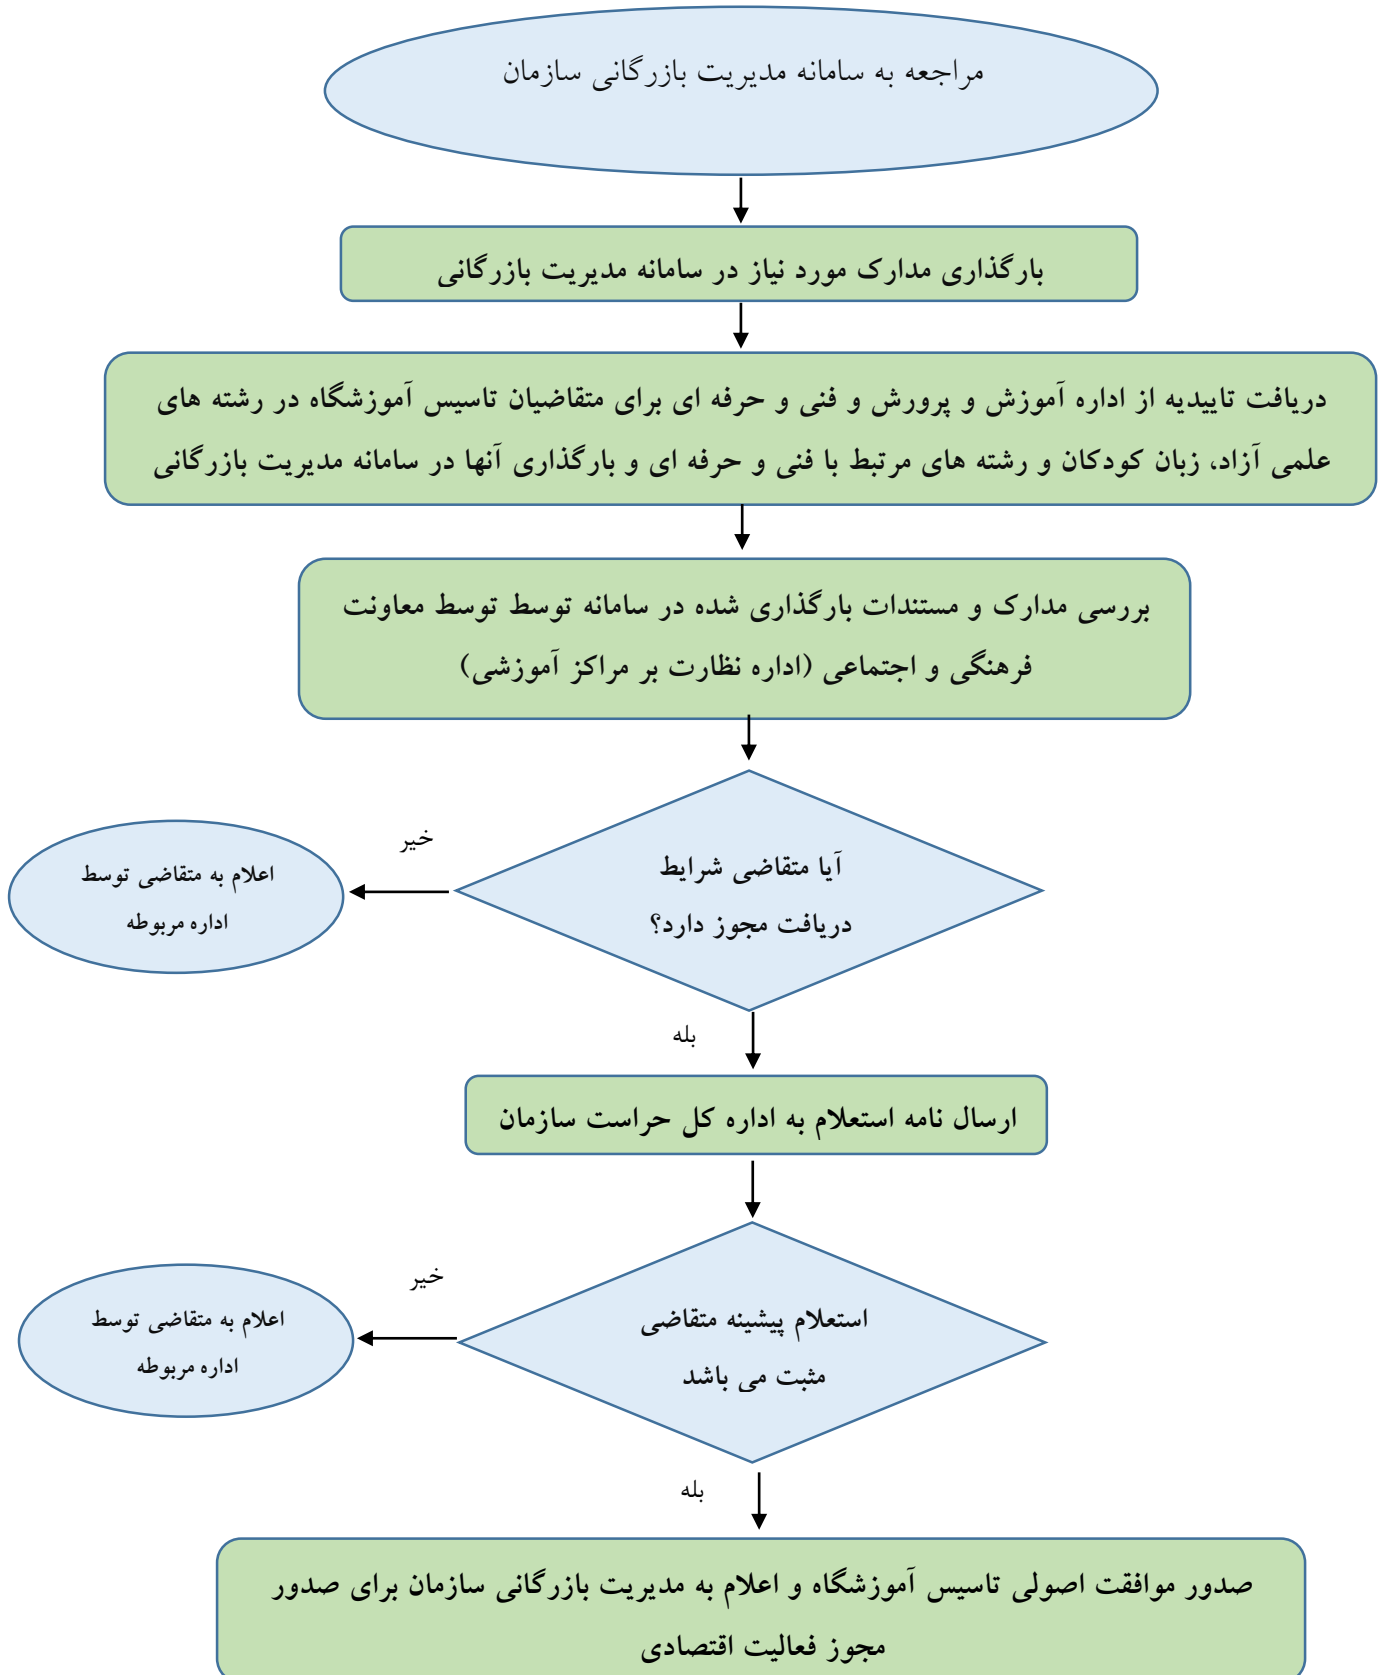 مراجعه به سامانه مدیریت بازرگانی سازمان
بارگذاری مدارک مورد نیاز در سامانه مدیریت بازرگانی
دریافت تاییدیه از اداره آموزش و پرورش و فنی و حرفه ای برای متقاضیان تاسیس آموزشگاه در رشته های
علمی آزاد، زبان کودکان و رشته های مرتبط با فنی و حرفه ای و بارگذاری آنها در سامانه مدیریت بازرگانی
بررسی مدارک و مستندات بارگذاری شده در سامانه توسط توسط معاونت
فرهنگی و اجتماعی (اداره نظارت بر مراکز آموزشی)
آیا متقاضی شرایط
دریافت مجوز دارد؟
خیر
اعلام به متقاضی توسط
اداره مربوطه
بله
ارسال نامه استعلام به اداره کل حراست سازمان
استعلام پیشینه متقاضی
مثبت می باشد
خیر
اعلام به متقاضی توسط
اداره مربوطه
بله
صدور موافقت اصولی تاسیس آموزشگاه و اعلام به مدیریت بازرگانی سازمان برای صدور
مجوز فعالیت اقتصادی